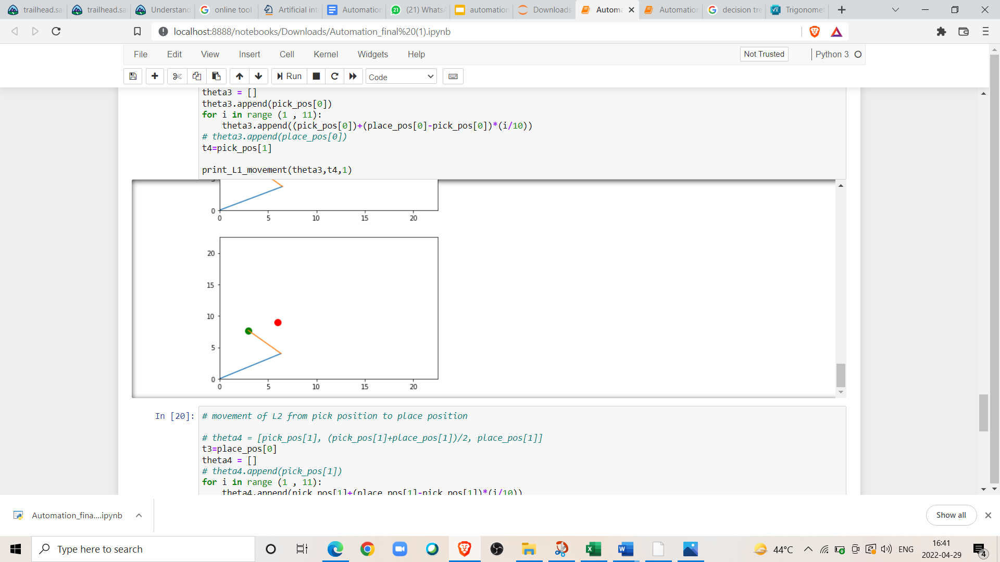 trailhead.sa
trailhead.sa
Understand
online tool
Artificial int
Automation
(21) WhatsA
automation
Downloads
Automa
Automation
decision tre
Trigonomet
localhost:8888/notebooks/Downloads/Automation_final%20(1).ipynb
File Edit View Insert Cell Kernel Widgets Help
Not Trusted
Python 3
Run
Code
theta3 = []
theta3.append(pick_pos[0])
for i in range (1 , 11):
    theta3.append((pick_pos[0])+(place_pos[0]-pick_pos[0])*(i/10))
# theta3.append(place_pos[0])
t4=pick_pos[1]
print_L1_movement(theta3,t4,1)
0
0 5 10 15 20
20
15
10
5
0
0 5 10 15 20
In [20]:
# movement of L2 from pick position to place position
# theta4 = [pick_pos[1], (pick_pos[1]+place_pos[1])/2, place_pos[1]]
t3=place_pos[0]
theta4 = []
# theta4.append(pick_pos[1])
for i in range (1 , 11):
    theta4.append(pick_pos[1]+(place_pos[1]-pick_pos[1])*(i/10))
Automation_fina....ipynb
Show all
Type here to search
44°C
ENG
16:41
2022-04-29
4